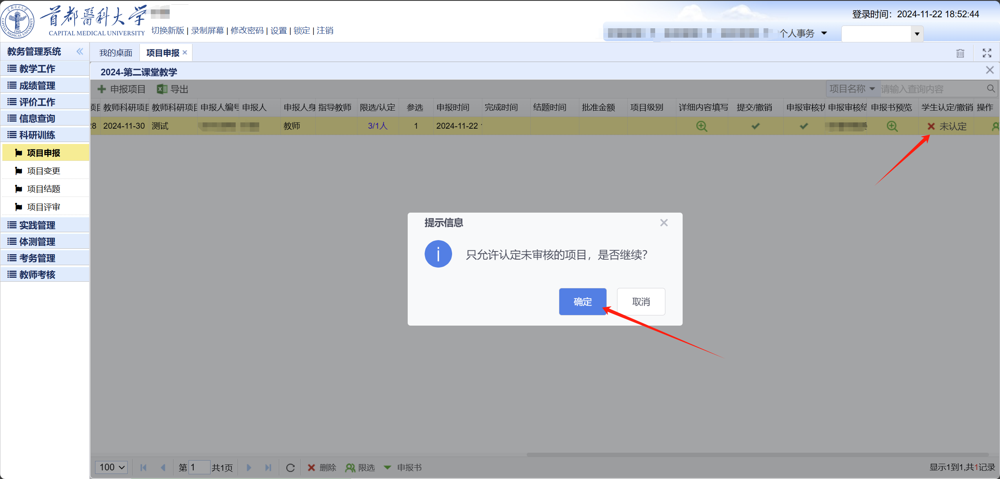 首都醫科大学
CAPITAL MEDICAL UNIVERSITY
切换新版 | 录制屏幕 | 修改密码 | 设置 | 锁定 | 注销
登录时间：2024-11-22 18:52:44
个人事务
教务管理系统
我的桌面 项目申报
教学工作
成绩管理
评价工作
信息查询
科研训练
项目申报
项目变更
项目结题
项目评审
实践管理
体测管理
考务管理
教师考核
2024-第二课堂教学
申报项目 导出 项目名称 请输入查询内容
项目 教师科研项目 教师科研项目 申报人编号 申报人 申报人身 指导教师 限选/认定 参选 申报时间 完成时间 结题时间 批准金额 项目级别 详细内容填写 提交/撤销 申报审核状 申报审核结 申报书预览 学生认定/撤销 操作
28 2024-11-30 测试 教师 3/1人 1 2024-11-22 未认定
提示信息
只允许认定未审核的项目，是否继续？
确定 取消
100 第 1 共1页 删除 限选 申报书 显示1到1,共1记录